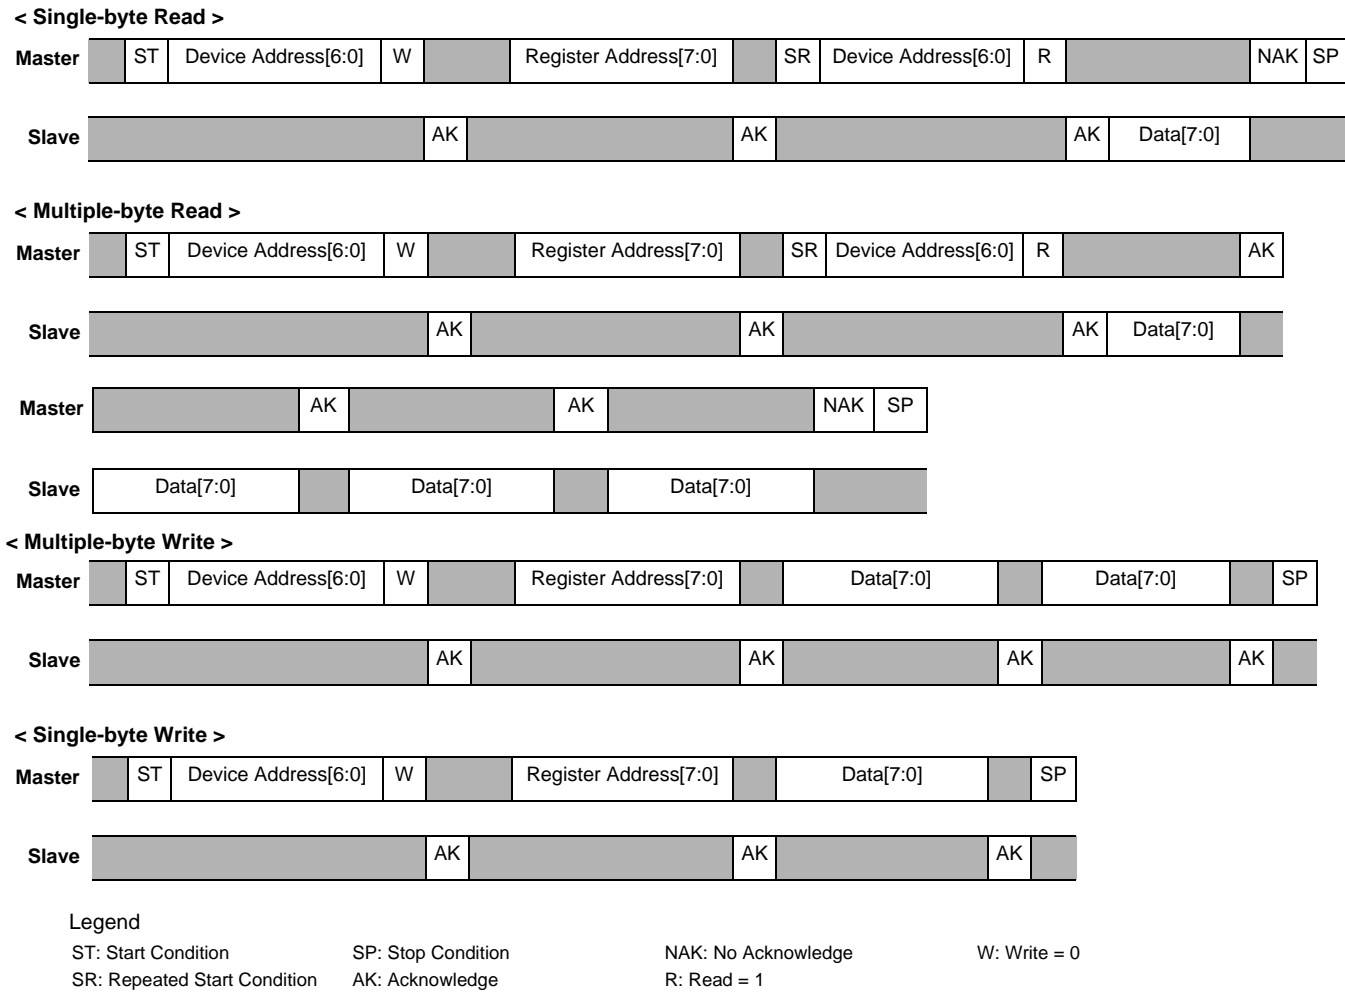 < Single-byte Read >
Master ST Device Address[6:0] W Register Address[7:0] SR Device Address[6:0] R NAK SP
Slave AK AK AK Data[7:0]
< Multiple-byte Read >
Master ST Device Address[6:0] W Register Address[7:0] SR Device Address[6:0] R AK
Slave AK AK AK Data[7:0]
Master AK AK NAK SP
Slave Data[7:0] Data[7:0] Data[7:0]
< Multiple-byte Write >
Master ST Device Address[6:0] W Register Address[7:0] Data[7:0] Data[7:0] SP
Slave AK AK AK AK
< Single-byte Write >
Master ST Device Address[6:0] W Register Address[7:0] Data[7:0] SP
Slave AK AK AK
Legend
ST: Start Condition SP: Stop Condition NAK: No Acknowledge W: Write = 0
SR: Repeated Start Condition AK: Acknowledge R: Read = 1